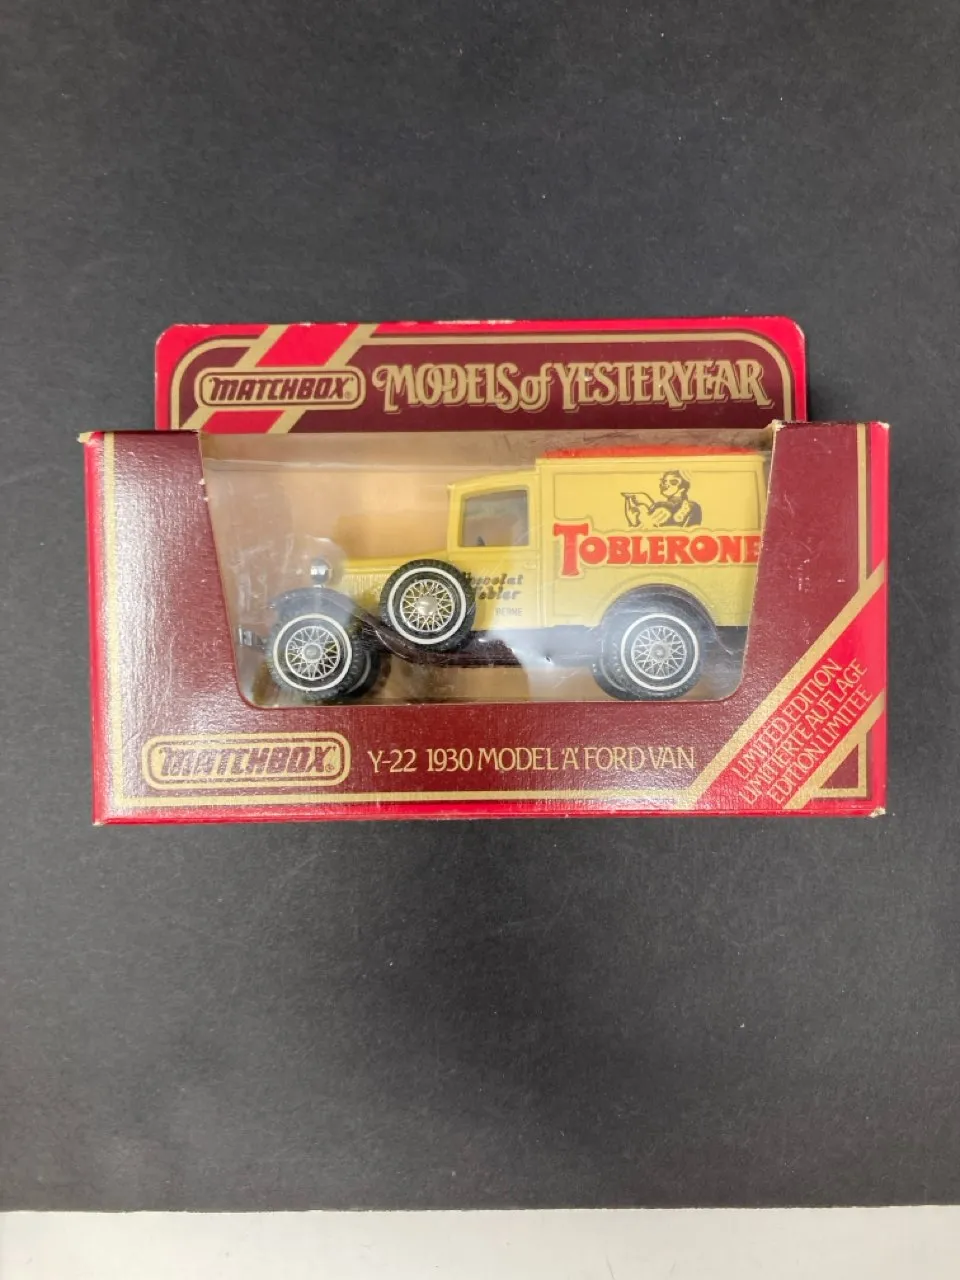 MATCHBOX®
MODELS of YESTERYEAR
TOBLERONE
BERNE
MATCHBOX®
Y-22 1930 MODEL 'A' FORD VAN
LIMITED EDITION
LIMITIERTE AUFLAGE
EDITION LIMITEE